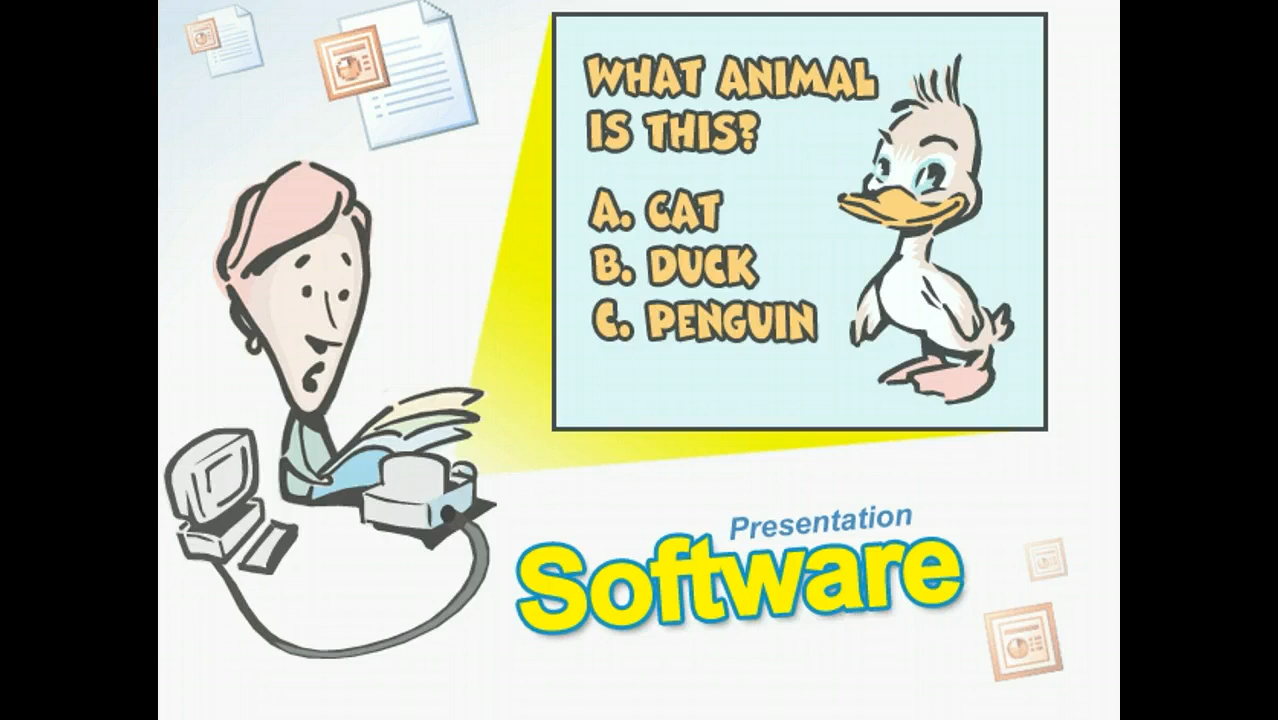 WHAT ANIMAL
IS THIS?
A. CAT
B. DUCK
C. PENGUIN
Presentation
Software